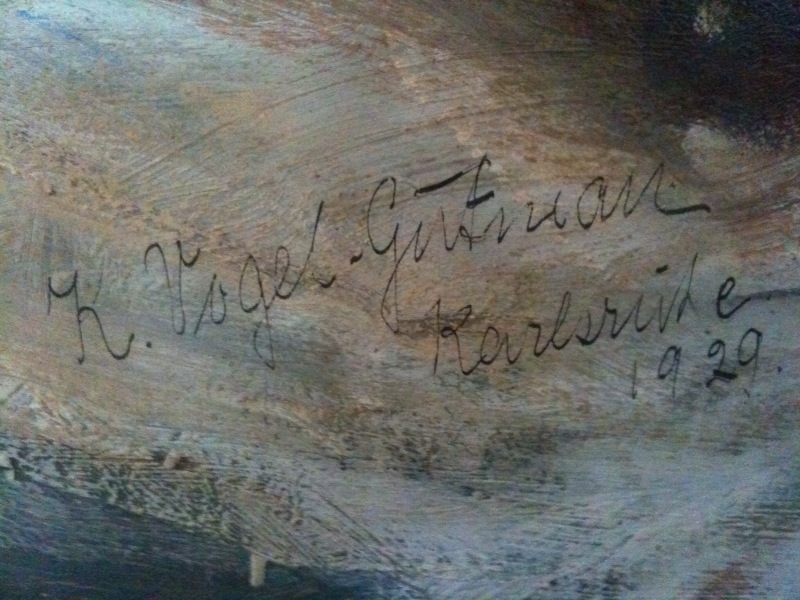 K. Vogel-Gutman
Karlsruhe
1929.